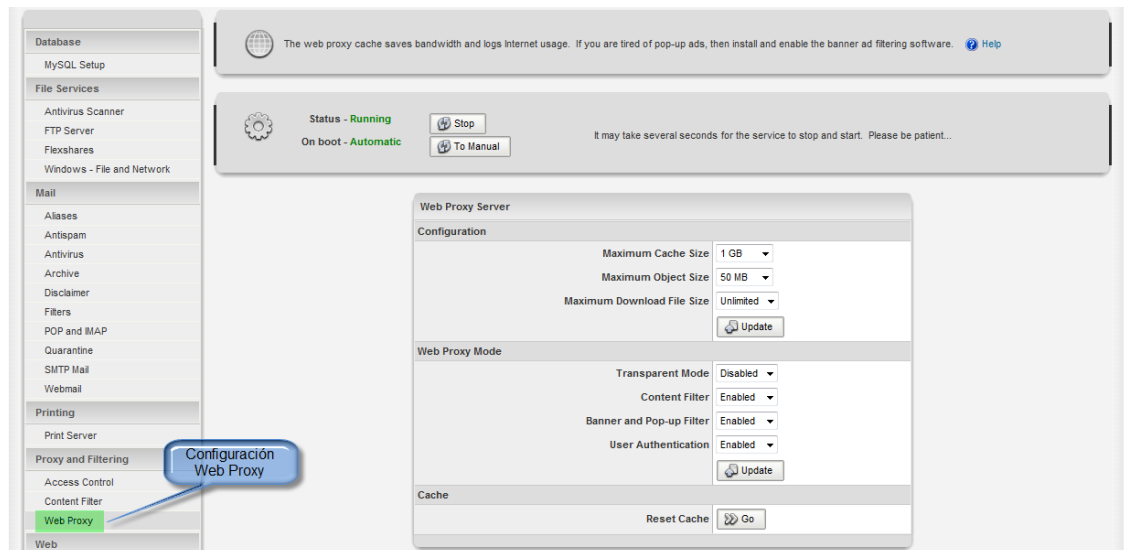 Database
MySQL Setup
File Services
Antivirus Scanner
FTP Server
Flexshares
Windows - File and Network
Mail
Aliases
Antispam
Antivirus
Archive
Disclaimer
Filters
POP and IMAP
Quarantine
SMTP Mail
Webmail
Printing
Print Server
Proxy and Filtering
Access Control
Content Filter
Web Proxy
Web
Configuración
Web Proxy
The web proxy cache saves bandwidth and logs Internet usage. If you are tired of pop-up ads, then install and enable the banner ad filtering software. Help
Status - Running Stop
On boot - Automatic To Manual
It may take several seconds for the service to stop and start. Please be patient...
Web Proxy Server
Configuration
Maximum Cache Size 1 GB
Maximum Object Size 50 MB
Maximum Download File Size Unlimited
Update
Web Proxy Mode
Transparent Mode Disabled
Content Filter Enabled
Banner and Pop-up Filter Enabled
User Authentication Enabled
Update
Cache
Reset Cache Go